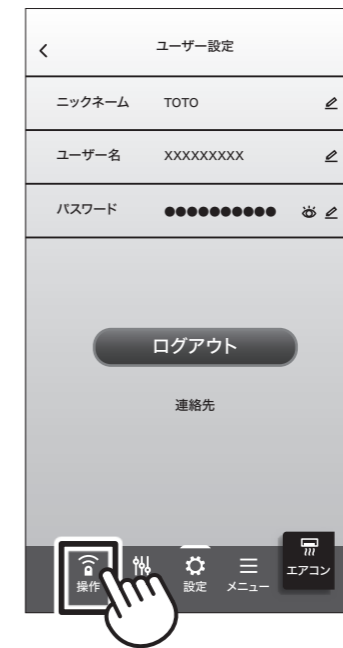 ユーザー設定
ニックネーム TOTO
ユーザー名 XXXXXXXXX
パスワード ●●●●●●●●●●
ログアウト
連絡先
操作 設定 メニュー エアコン